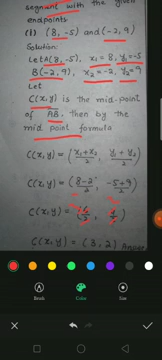 segment with the given
endpoints
(i) (8, -5) and (-2, 9)
Solution:
Let A(8, -5), x₁ = 8, y₁ = -5
B(-2, 9), x₂ = -2, y₂ = 9
Let
C(x, y) is the mid-point
of AB, then by the
mid point formula
C(x, y) = (x₁+x₂/2, y₁+y₂/2)
C(x, y) = (8-2/2, -5+9/2)
C(x, y) = (6/2, 4/2)
C(x, y) = (3, 2) Answer
Brush Color Size